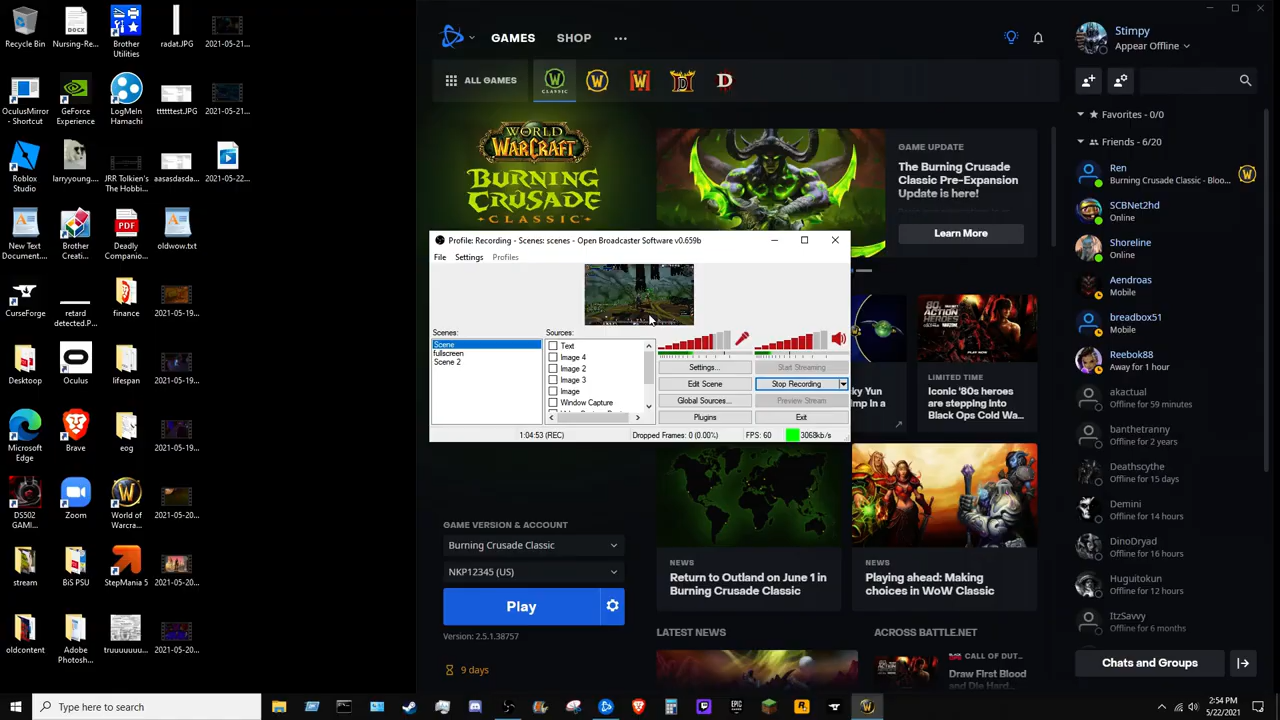 Recycle Bin
Nursing-Re...
Brother
Utilities
radat.JPG
2021-05-21...
OculusMirror
- Shortcut
GeForce
Experience
LogMeIn
Hamachi
ttttttest.JPG
2021-05-21...
Roblox
Studio
larryyoung....
JRR Tolkien's
The Hobbi...
aasasdasda...
2021-05-22...
New Text
Document...
Brother
Creati...
Deadly
Companio...
oldwow.txt
CurseForge
retard
detected.P...
finance
2021-05-19...
Desktoop
Oculus
lifespan
2021-05-19...
Microsoft
Edge
Brave
eog
2021-05-19...
DS502
GAMI...
Zoom
World of
Warcra...
2021-05-20...
stream
BiS PSU
StepMania 5
2021-05-20...
oldcontent
Adobe
Photosh...
truuuuuuu...
2021-05-20...
GAMES
SHOP
ALL GAMES
CLASSIC
WORLD
WARCRAFT
BURNING
CRUSADE
CLASSIC
GAME UPDATE
The Burning Crusade
Classic Pre-Expansion
Update is here!
Learn More
Profile: Recording - Scenes: scenes - Open Broadcaster Software v0.659b
File
Settings
Profiles
Scenes:
Scene
fullscreen
Scene 2
Sources:
Text
Image 4
Image 2
Image 3
Image
Window Capture
Settings...
Start Streaming
Edit Scene
Stop Recording
Global Sources...
Preview Stream
Plugins
Exit
1:04:53 (REC)
Dropped Frames: 0 (0.00%)
FPS: 60
3068kb/s
80s
ACTION
HEROES
LIMITED TIME
Iconic '80s heroes
are stepping into
Black Ops Cold Wa...
GAME VERSION & ACCOUNT
Burning Crusade Classic
NKP12345 (US)
Play
Version: 2.5.1.38757
9 days
NEWS
Return to Outland on June 1 in
Burning Crusade Classic
NEWS
Playing ahead: Making
choices in WoW Classic
LATEST NEWS
ACROSS BATTLE.NET
CALL OF DUT...
Draw First Blood
and Die Har...
Stimpy
Appear Offline
Favorites - 0/0
Friends - 6/20
Ren
Burning Crusade Classic - Bloo...
SCBNet2hd
Online
Shoreline
Online
Aendroas
Mobile
breadbox51
Mobile
Reebok88
Away for 1 hour
akactual
Offline for 59 minutes
banthetranny
Offline for 2 years
Deathscythe
Offline for 15 days
Demini
Offline for 14 hours
DinoDryad
Offline for 16 hours
Huguitokun
Offline for 12 hours
ItzSavvy
Offline for 6 months
Chats and Groups
Type here to search
EPIC
2:54 PM
5/22/2021